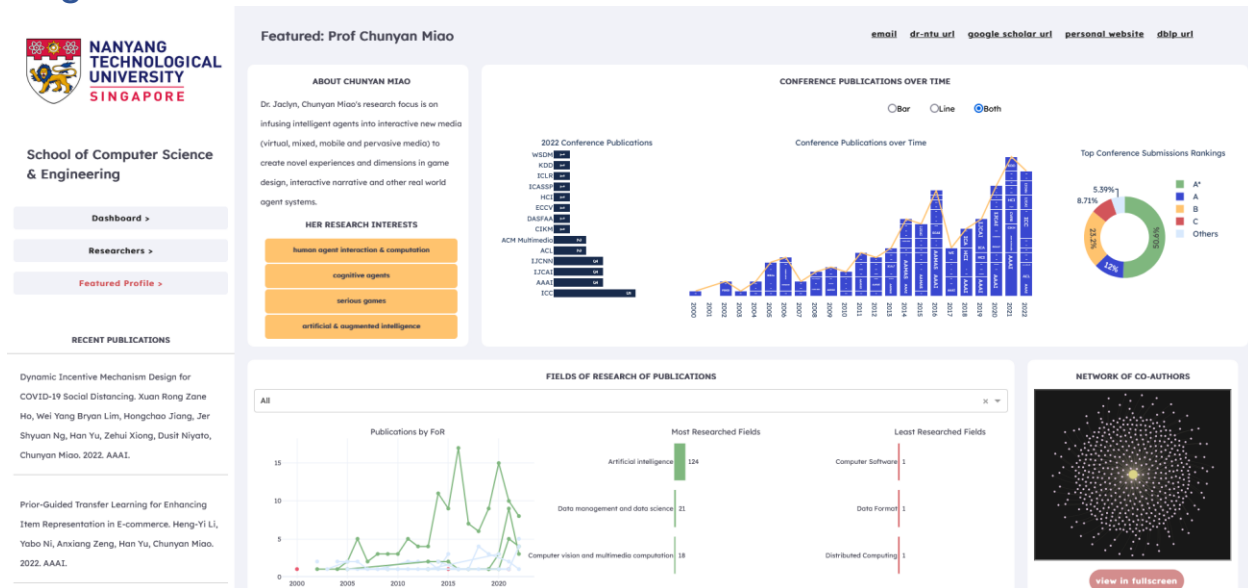 NANYANG
TECHNOLOGICAL
UNIVERSITY
SINGAPORE
School of Computer Science
& Engineering
Dashboard >
Researchers >
Featured Profile >
RECENT PUBLICATIONS
Dynamic Incentive Mechanism Design for
COVID-19 Social Distancing. Xuan Rong Zane
Ho, Wei Yang Bryan Lim, Hongchao Jiang, Jer
Shyuan Ng, Han Yu, Zehui Xiong, Dusit Niyato,
Chunyan Miao. 2022. AAAI.
Prior-Guided Transfer Learning for Enhancing
Item Representation in E-commerce. Heng-Yi Li,
Yabo Ni, Anxiang Zeng, Han Yu, Chunyan Miao.
2022. AAAI.
Featured: Prof Chunyan Miao
email dr-ntu url google scholar url personal website dblp url
ABOUT CHUNYAN MIAO
Dr. Jaclyn, Chunyan Miao's research focus is on
infusing intelligent agents into interactive new media
(virtual, mixed, mobile and pervasive media) to
create novel experiences and dimensions in game
design, interactive narrative and other real world
agent systems.
HER RESEARCH INTERESTS
human agent interaction & computation
cognitive agents
serious games
artificial & augmented intelligence
CONFERENCE PUBLICATIONS OVER TIME
Bar Line Both
2022 Conference Publications
WSDM
KDD
ICLR
ICASSP
HCI
ECCV
DASFAA
CIKM
ACM Multimedia
ACL
IJCNN
IJCAI
AAAI
ICC
Conference Publications over Time
2000 2001 2002 2003 2004 2005 2006 2007 2008 2009 2010 2011 2012 2013 2014 2015 2016 2017 2018 2019 2020 2021 2022
Top Conference Submissions Rankings
5.39%
8.71%
23.2%
12%
50.6%
A*
A
B
C
Others
FIELDS OF RESEARCH OF PUBLICATIONS
All
Publications by FoR
15
10
5
0
2000 2005 2010 2015 2020
Most Researched Fields
Artificial intelligence 124
Data management and data science 21
Computer vision and multimedia computation 18
Least Researched Fields
Computer Software 1
Data Format 1
Distributed Computing 1
NETWORK OF CO-AUTHORS
view in fullscreen